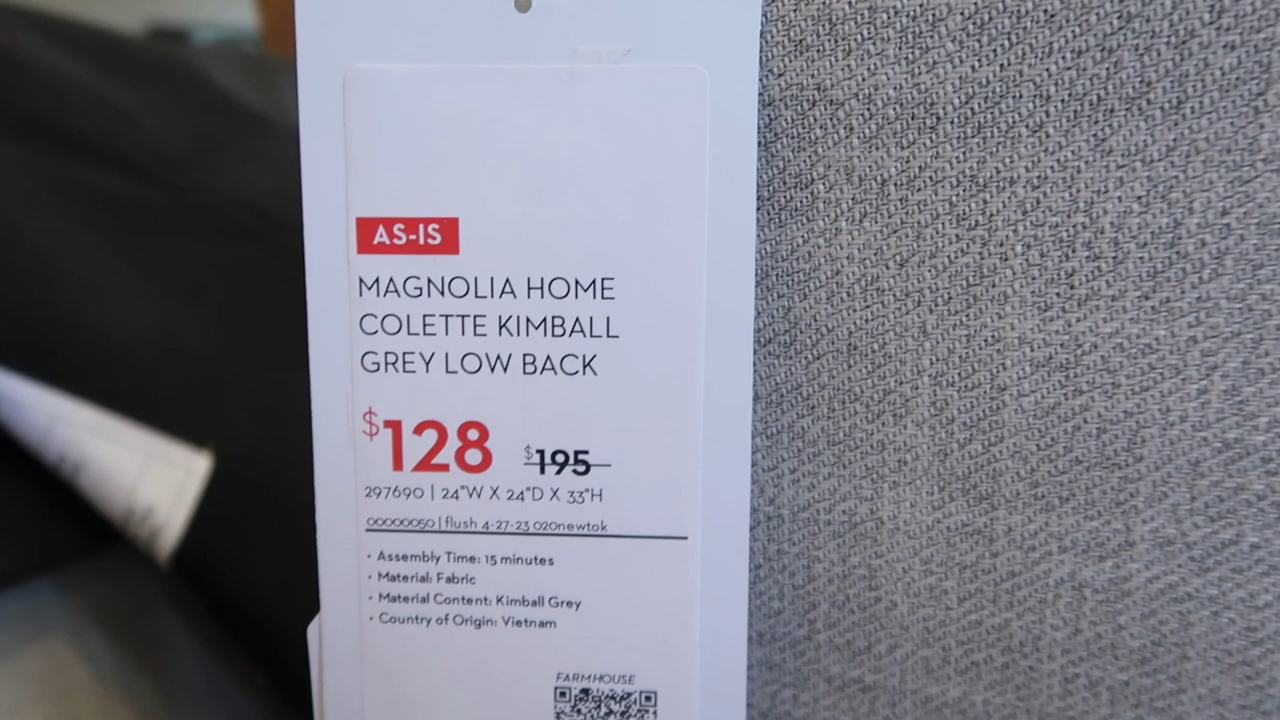 AS-IS
MAGNOLIA HOME
COLETTE KIMBALL
GREY LOW BACK
$128 $195
297690 | 24"W X 24"D X 33"H
00000050 | flush 4-27-23 020newtok
• Assembly Time: 15 minutes
• Material: Fabric
• Material Content: Kimball Grey
• Country of Origin: Vietnam
FARMHOUSE